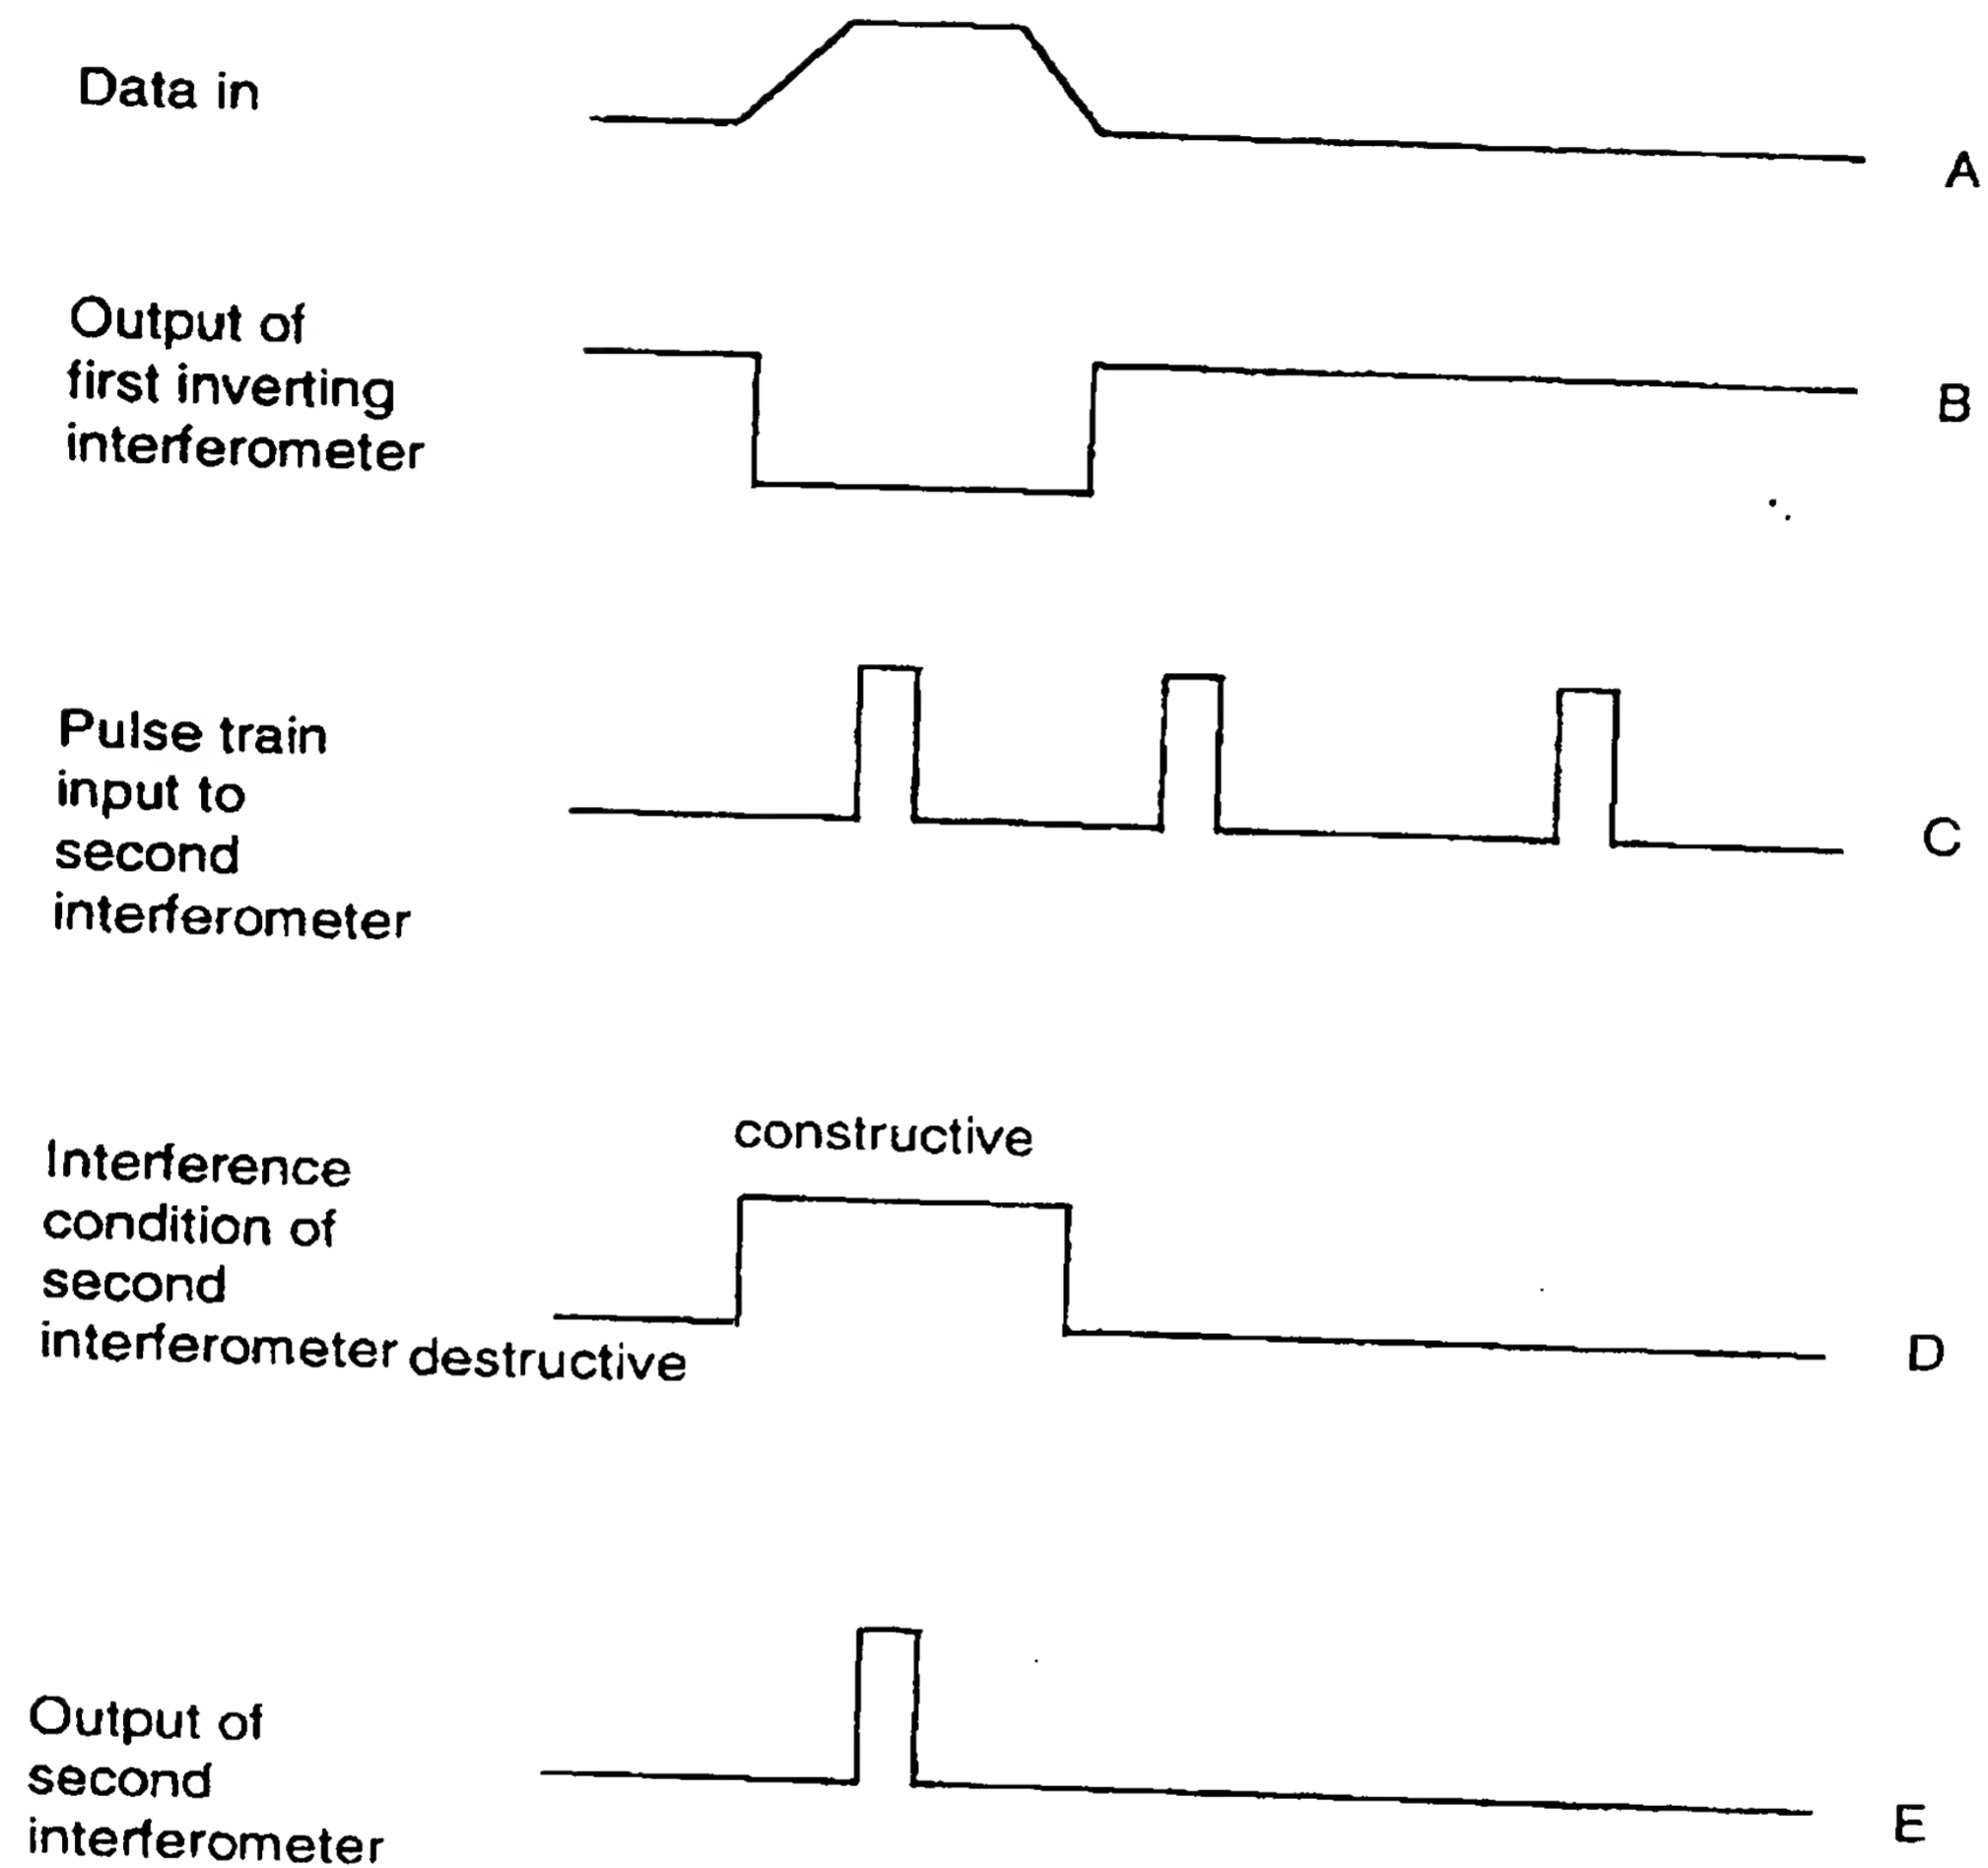 Data in
A
Output of
first inverting
interferometer
B
Pulse train
input to
second
interferometer
C
constructive
Interference
condition of
second
interferometer destructive
D
Output of
second
interferometer
E